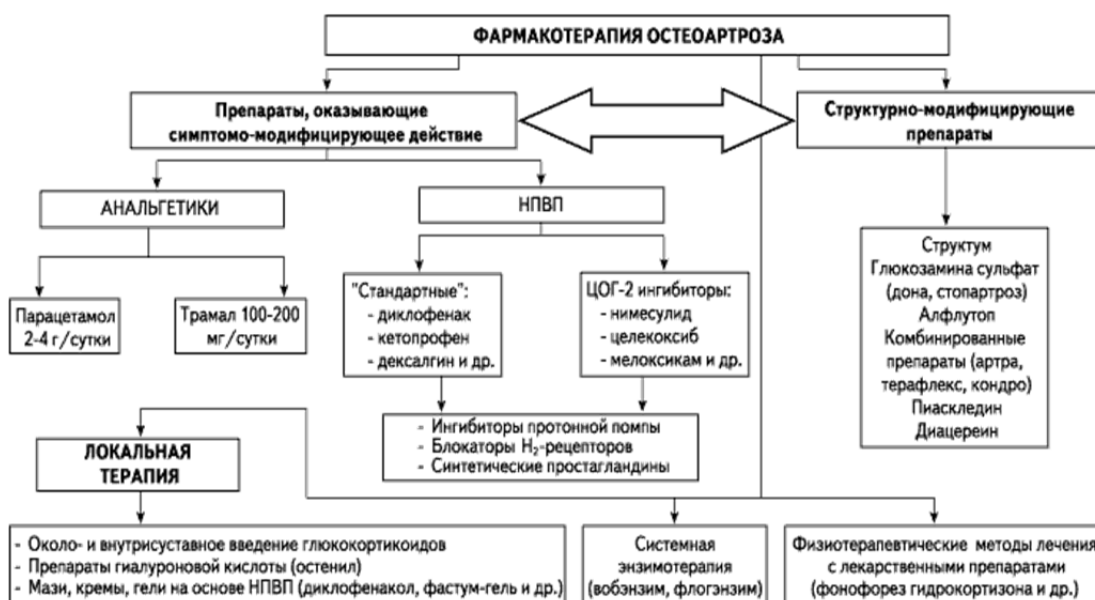 ФАРМАКОТЕРАПИЯ ОСТЕОАРТРОЗА
Препараты, оказывающие
симптомо-модифицирующее действие
Структурно-модифицирующие
препараты
АНАЛЬГЕТИКИ
НПВП
Парацетамол
2-4 г/сутки
Трамал 100-200
мг/сутки
"Стандартные":
- диклофенак
- кетопрофен
- дексалгин и др.
ЦОГ-2 ингибиторы:
- нимесулид
- целекоксиб
- мелоксикам и др.
Структум
Глюкозамина сульфат
(дона, стопартроз)
Алфлутоп
Комбинированные
препараты (артра,
терафлекс, кондро)
Пиаскледин
Диацереин
- Ингибиторы протонной помпы
- Блокаторы H₂-рецепторов
- Синтетические простагландины
ЛОКАЛЬНАЯ
ТЕРАПИЯ
- Около- и внутрисуставное введение глюкокортикоидов
- Препараты гиалуроновой кислоты (остенил)
- Мази, кремы, гели на основе НПВП (диклофенакол, фастум-гель и др.)
Системная
энзимотерапия
(вобэнзим, флогэнзим)
Физиотерапевтические методы лечения
с лекарственными препаратами
(фонофорез гидрокортизона и др.)